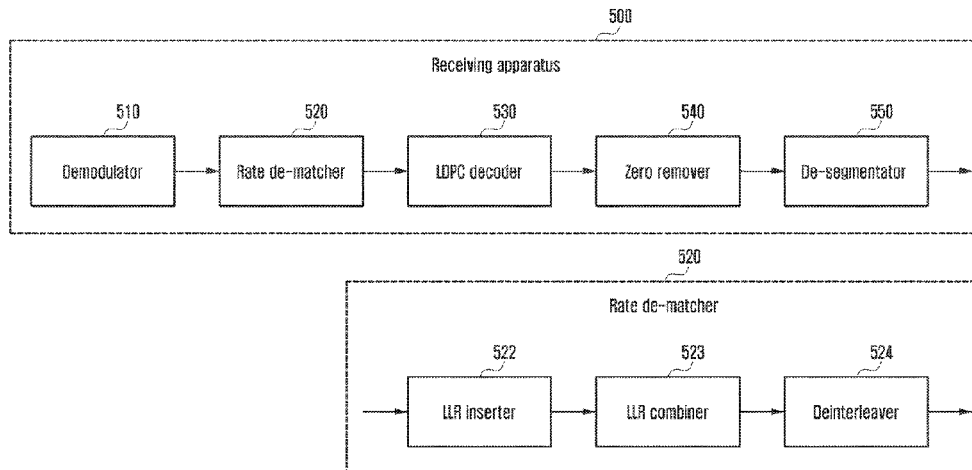 500
Receiving apparatus
510 520 530 540 550
Demodulator Rate de-matcher LDPC decoder Zero remover De-segmentator
520
Rate de-matcher
522 523 524
LLR inserter LLR combiner Deinterleaver